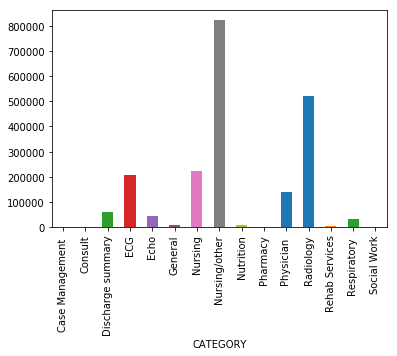 800000
700000
600000
500000
400000
300000
200000
100000
0
Case Management
Consult
Discharge summary
ECG
Echo
General
Nursing
Nursing/other
Nutrition
Pharmacy
Physician
Radiology
Rehab Services
Respiratory
Social Work
CATEGORY